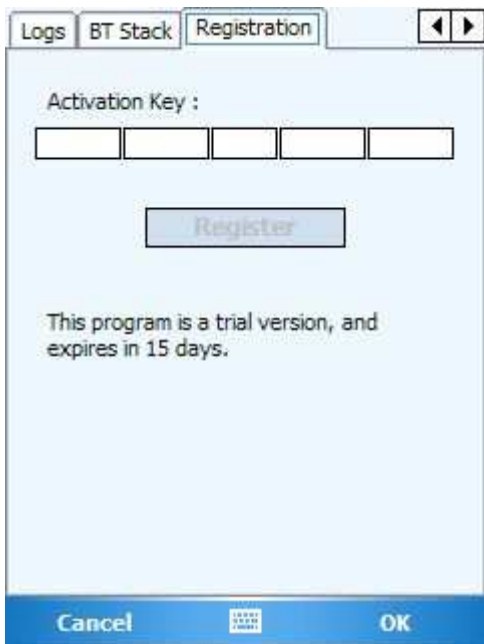 Logs BT Stack Registration
Activation Key :
Register
This program is a trial version, and
expires in 15 days.
Cancel OK